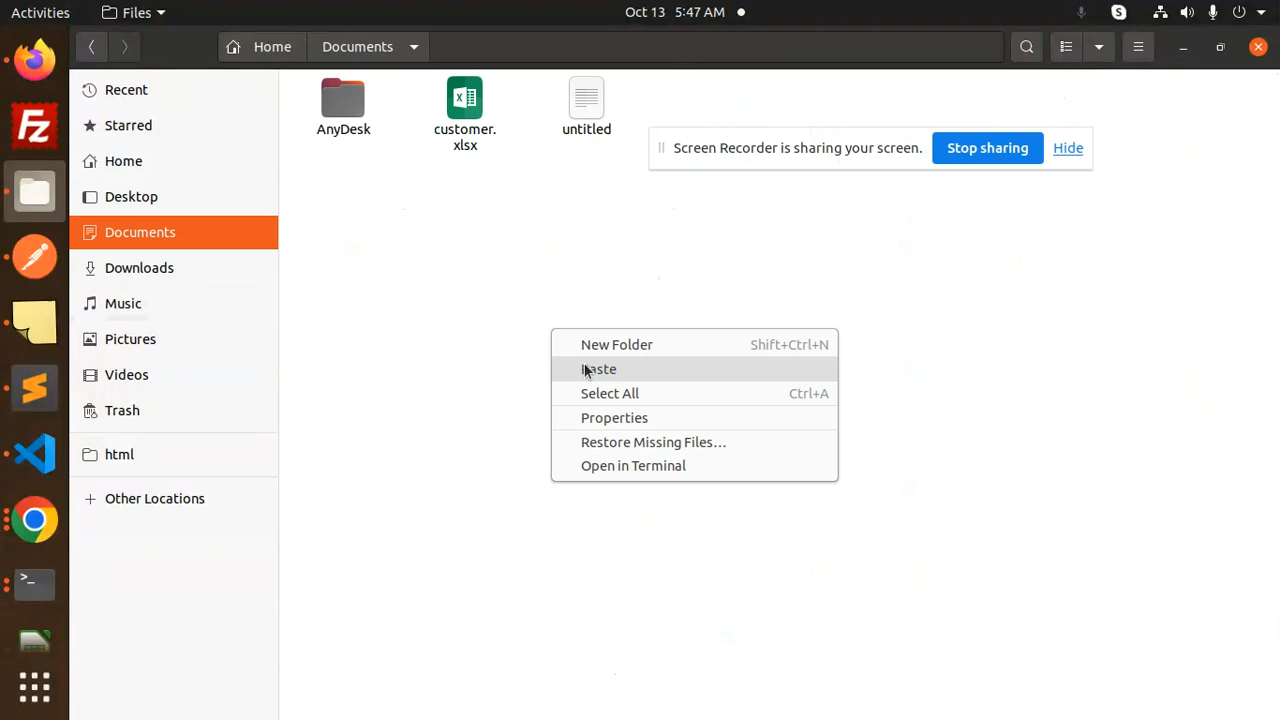 Activities
Files
Oct 13 5:47 AM
Home
Documents
Recent
Starred
Home
Desktop
Documents
Downloads
Music
Pictures
Videos
Trash
html
Other Locations
AnyDesk
customer.
xlsx
untitled
Screen Recorder is sharing your screen.
Stop sharing
Hide
New Folder Shift+Ctrl+N
Paste
Select All Ctrl+A
Properties
Restore Missing Files…
Open in Terminal